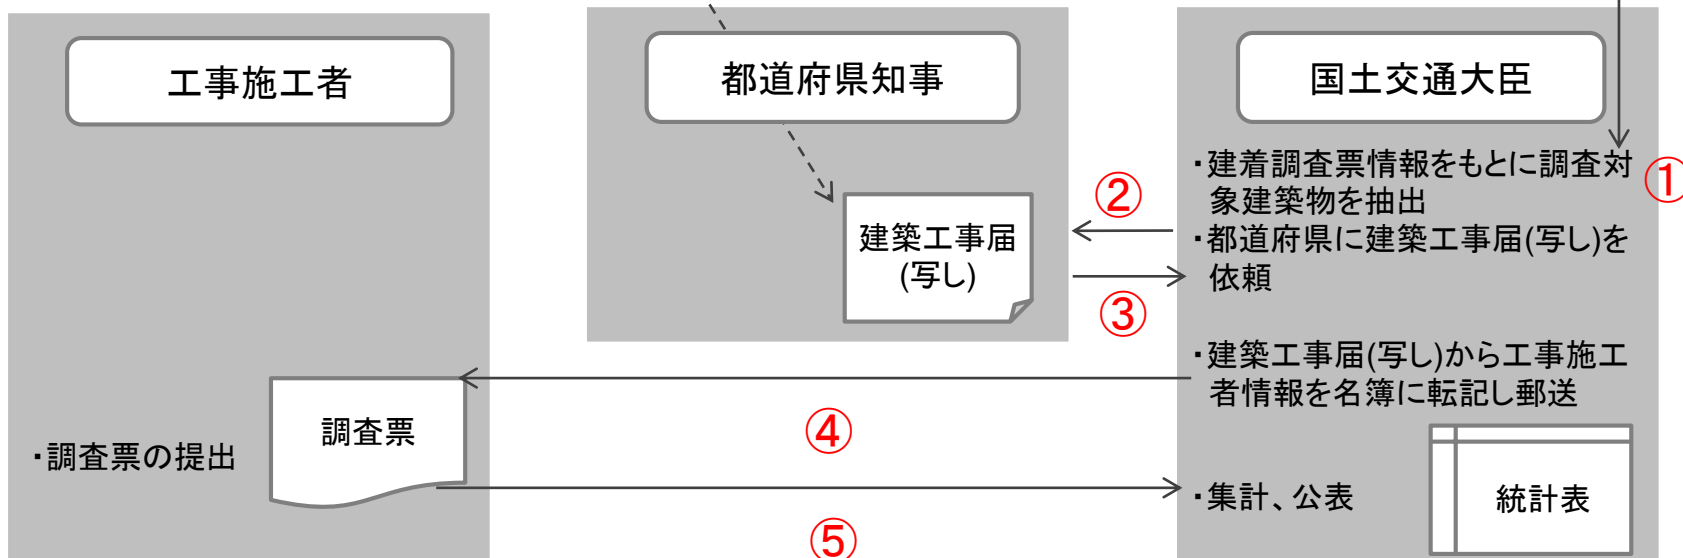 工事施工者
都道府県知事
国土交通大臣
・建着調査票情報をもとに調査対
象建築物を抽出
①
②
・都道府県に建築工事届(写し)を
依頼
建築工事届
(写し)
③
・建築工事届(写し)から工事施工
者情報を名簿に転記し郵送
④
調査票
・調査票の提出
・集計、公表
統計表
⑤